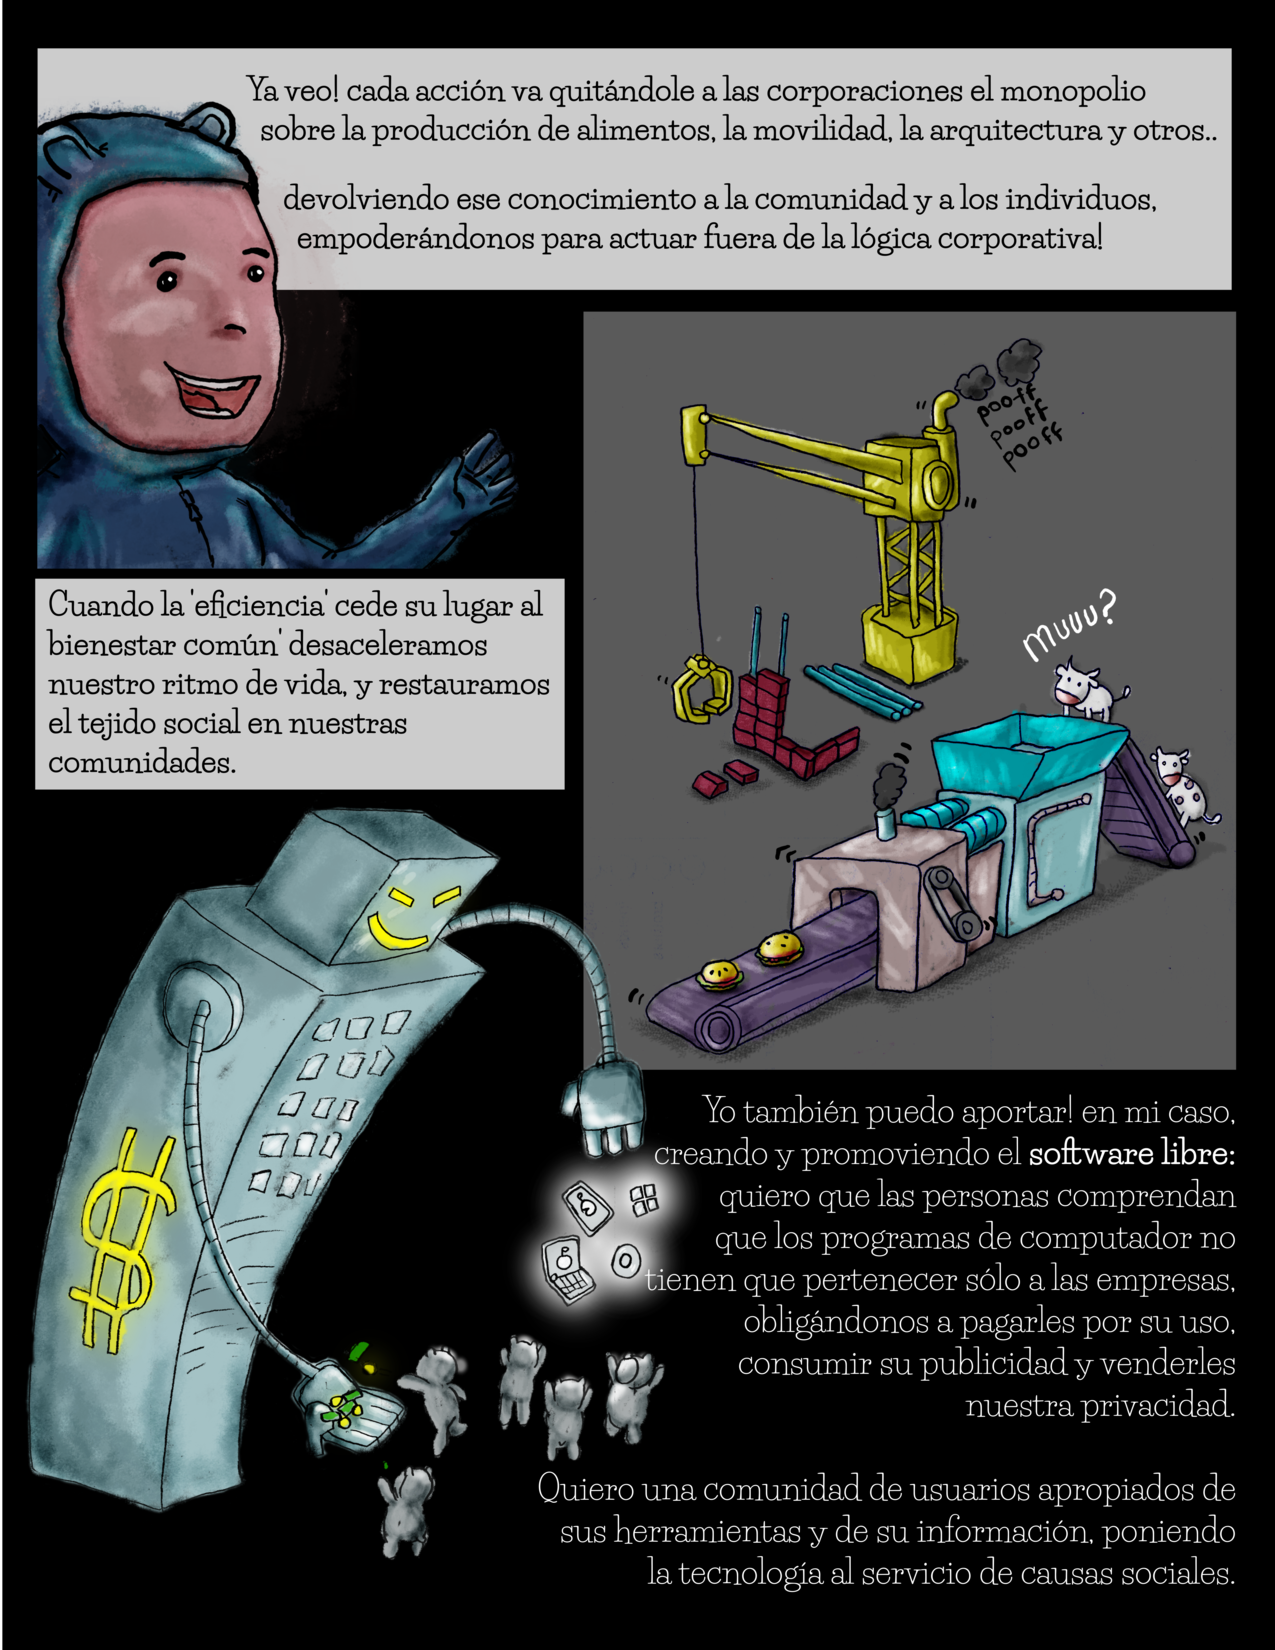 Ya veo! cada acción va quitándole a las corporaciones el monopolio
sobre la producción de alimentos, la movilidad, la arquitectura y otros..
devolviendo ese conocimiento a la comunidad y a los individuos,
empoderándonos para actuar fuera de la lógica corporativa!
pooff
pooff
pooff
Cuando la 'eficiencia' cede su lugar al
bienestar común' desaceleramos
nuestro ritmo de vida, y restauramos
el tejido social en nuestras
comunidades.
muuu?
$
Yo también puedo aportar! en mi caso,
creando y promoviendo el software libre:
quiero que las personas comprendan
que los programas de computador no
tienen que pertenecer sólo a las empresas,
obligándonos a pagarles por su uso,
consumir su publicidad y venderles
nuestra privacidad.
Quiero una comunidad de usuarios apropiados de
sus herramientas y de su información, poniendo
la tecnología al servicio de causas sociales.